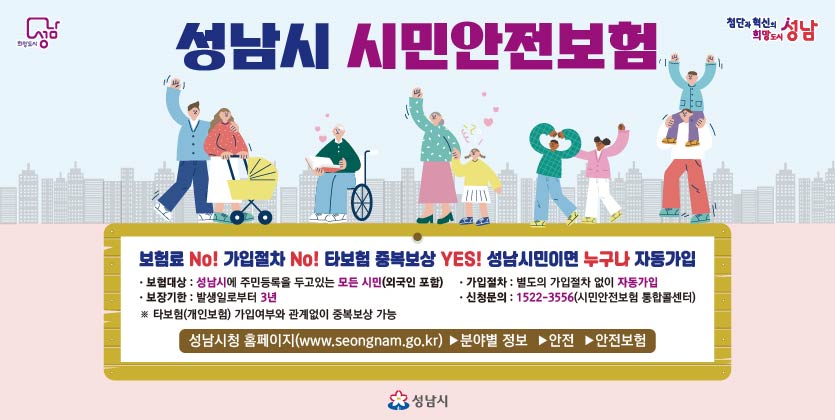 성남
희망도시
첨단과 혁신의
희망도시 성남
성남시 시민안전보험
보험료 No! 가입절차 No! 타보험 중복보상 YES! 성남시민이면 누구나 자동가입
· 보험대상 : 성남시에 주민등록을 두고있는 모든 시민(외국인 포함)
· 가입절차 : 별도의 가입절차 없이 자동가입
· 보장기한 : 발생일로부터 3년
· 신청문의 : 1522-3556(시민안전보험 통합콜센터)
※ 타보험(개인보험) 가입여부와 관계없이 중복보상 가능
성남시청 홈페이지(www.seongnam.go.kr) ▶분야별 정보 ▶안전 ▶안전보험
성남시